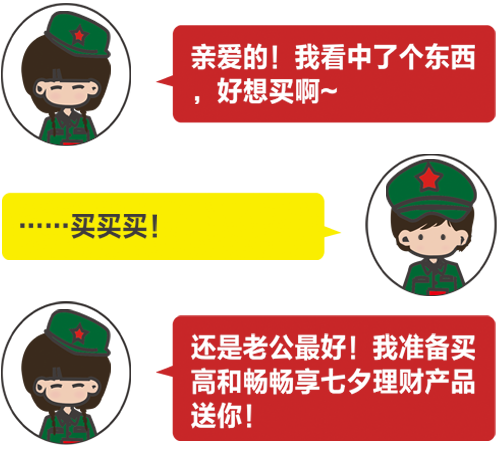 亲爱的！我看中了个东西
，好想买啊~
……买买买！
还是老公最好！我准备买
高和畅畅享七夕理财产品
送你！